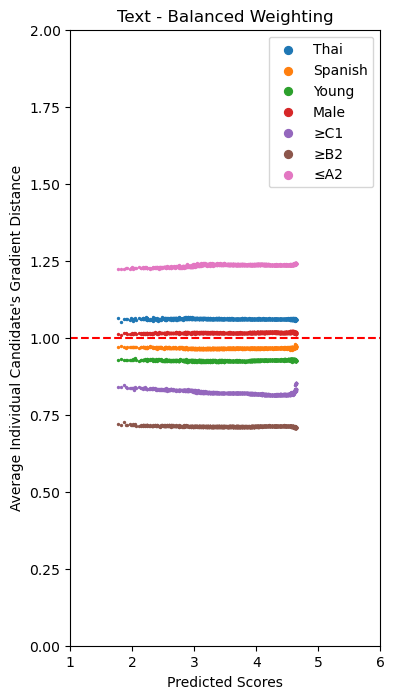 Text - Balanced Weighting
Thai
Spanish
Young
Male
≥C1
≥B2
≤A2
2.00
1.75
1.50
1.25
1.00
0.75
0.50
0.25
0.00
Average Individual Candidate's Gradient Distance
1 2 3 4 5 6
Predicted Scores